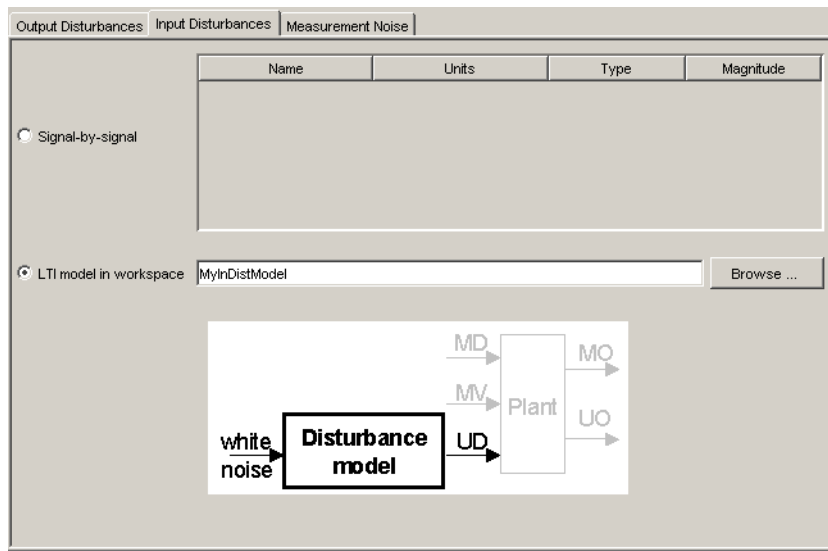 Output Disturbances Input Disturbances Measurement Noise
Name Units Type Magnitude
Signal-by-signal
LTI model in workspace MyInDistModel Browse ...
MD
MO
MV
Plant
UO
white
noise
Disturbance
model
UD